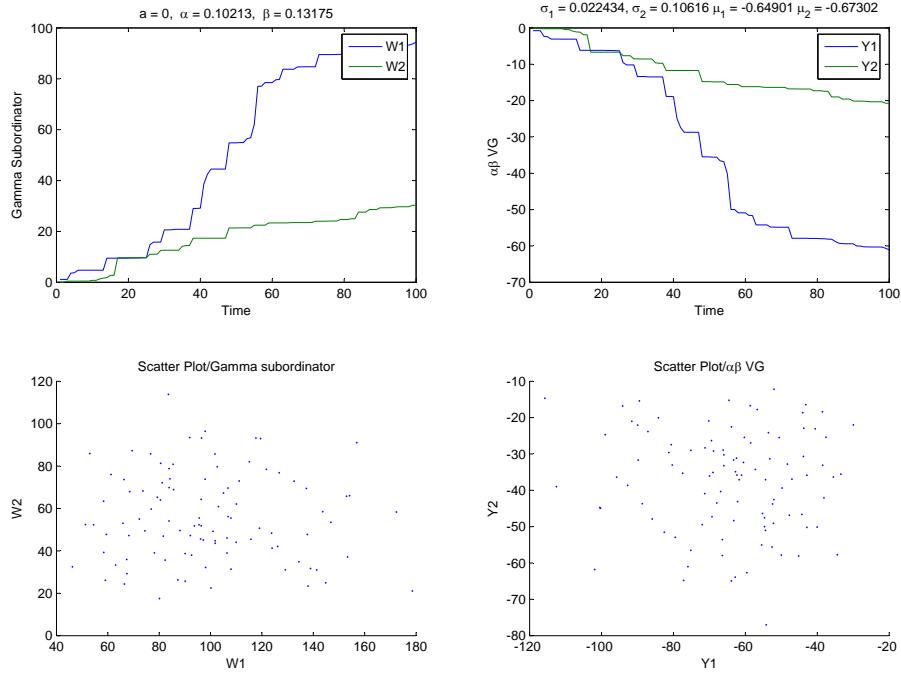 a = 0, α = 0.10213, β = 0.13175
Gamma Subordinator
100
80
60
40
20
0
W1
W2
0 20 40 60 80 100
Time
σ1 = 0.022434, σ2 = 0.10616 μ1 = -0.64901 μ2 = -0.67302
αβ VG
0
-10
-20
-30
-40
-50
-60
-70
Y1
Y2
0 20 40 60 80 100
Time
Scatter Plot/Gamma subordinator
W2
120
100
80
60
40
20
0
40 60 80 100 120 140 160 180
W1
Scatter Plot/αβ VG
Y2
-10
-20
-30
-40
-50
-60
-70
-80
-120 -100 -80 -60 -40 -20
Y1